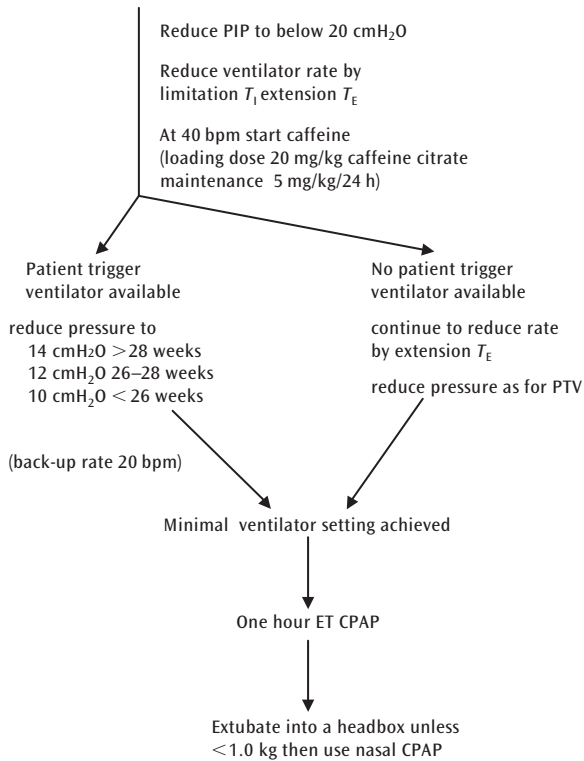 Reduce PIP to below 20 cmH₂O
Reduce ventilator rate by
limitation Tᵢ extension Tᴇ
At 40 bpm start caffeine
(loading dose 20 mg/kg caffeine citrate
maintenance 5 mg/kg/24 h)
Patient trigger
ventilator available
reduce pressure to
14 cmH2O >28 weeks
12 cmH₂O 26–28 weeks
10 cmH₂O < 26 weeks
(back-up rate 20 bpm)
No patient trigger
ventilator available
continue to reduce rate
by extension Tᴇ
reduce pressure as for PTV
Minimal ventilator setting achieved
One hour ET CPAP
Extubate into a headbox unless
<1.0 kg then use nasal CPAP